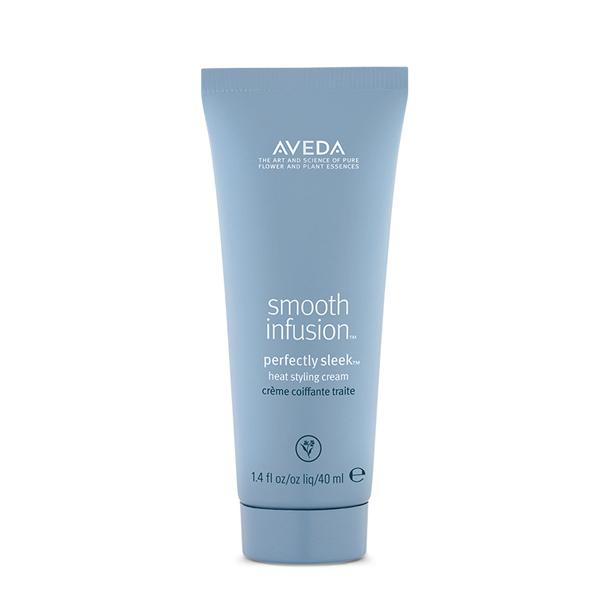 AVEDA
THE ART AND SCIENCE OF PURE
FLOWER AND PLANT ESSENCES
smooth
infusion™
perfectly sleek™
heat styling cream
crème coiffante traite
1.4 fl oz/oz liq/40 ml ℮